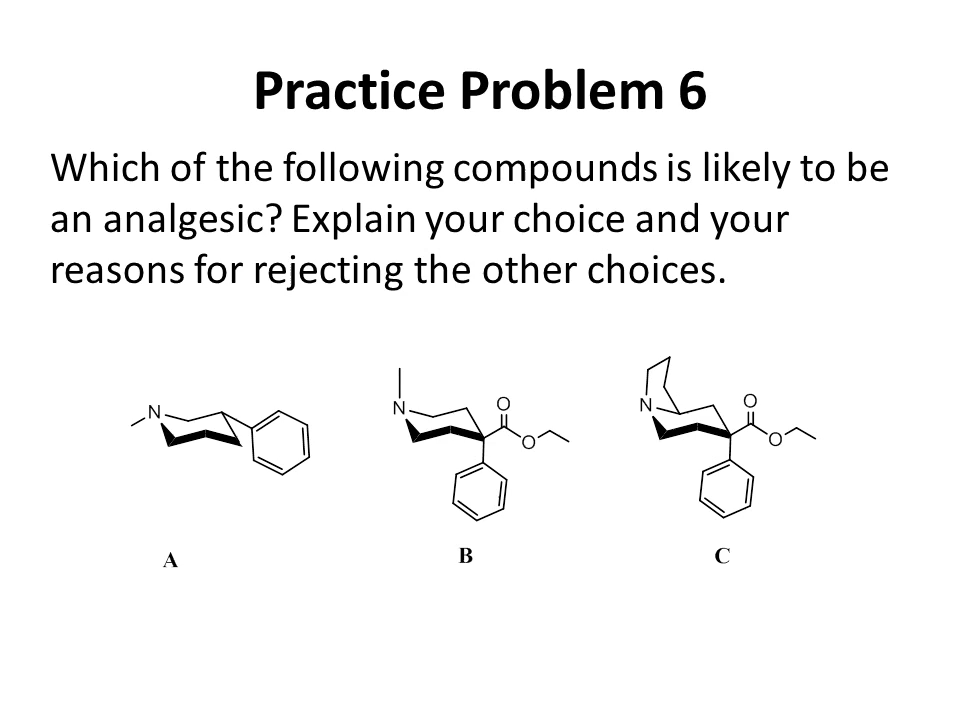 Practice Problem 6
Which of the following compounds is likely to be
an analgesic? Explain your choice and your
reasons for rejecting the other choices.
N
N
O
O
N
O
O
A
B
C